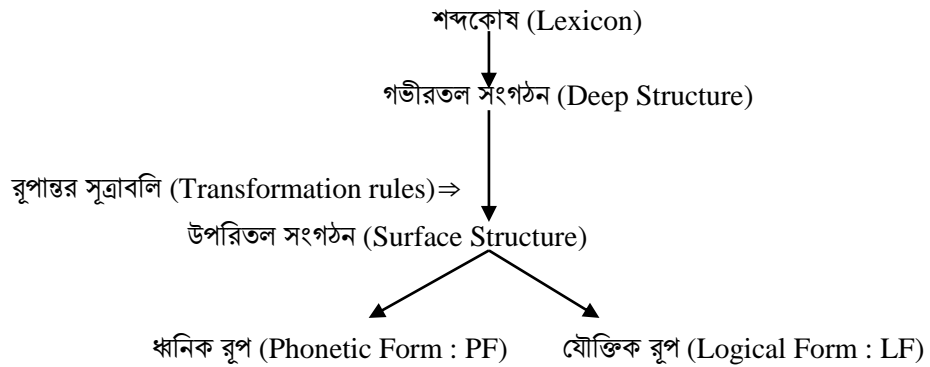 শব্দকোষ (Lexicon)
গভীরতল সংগঠন (Deep Structure)
রূপান্তর সূত্রাবলি (Transformation rules)⇒
উপরিতল সংগঠন (Surface Structure)
ধ্বনিক রূপ (Phonetic Form : PF) যৌক্তিক রূপ (Logical Form : LF)